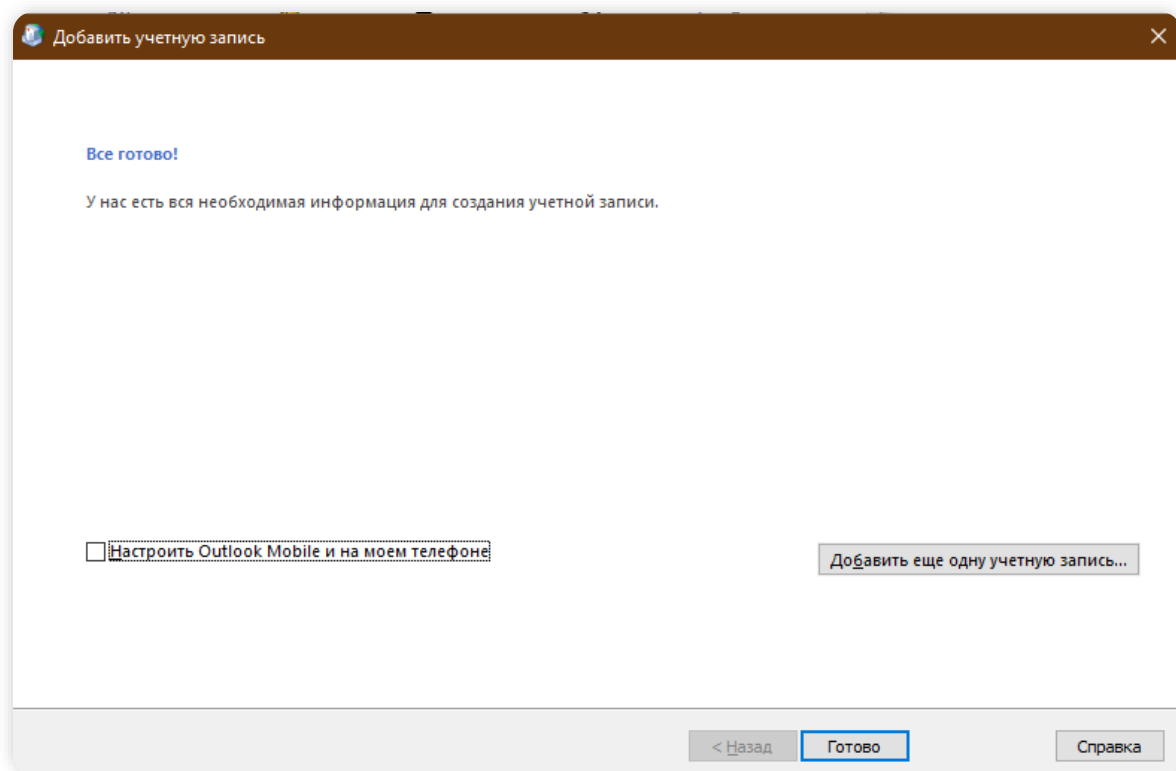 Добавить учетную запись
Все готово!
У нас есть вся необходимая информация для создания учетной записи.
Настроить Outlook Mobile и на моем телефоне
Добавить еще одну учетную запись...
< Назад
Готово
Справка